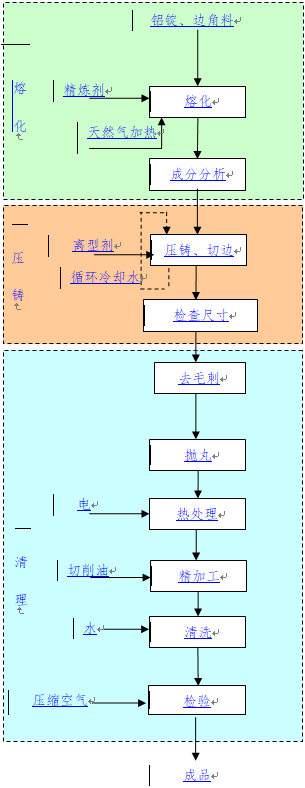 铝锭、边角料
熔化
精炼剂
熔化
天然气加热
成分分析
压铸
离型剂
压铸、切边
循环冷却水
检查尺寸
去毛刺
抛丸
电
热处理
清理
切削油
精加工
水
清洗
压缩空气
检验
成品